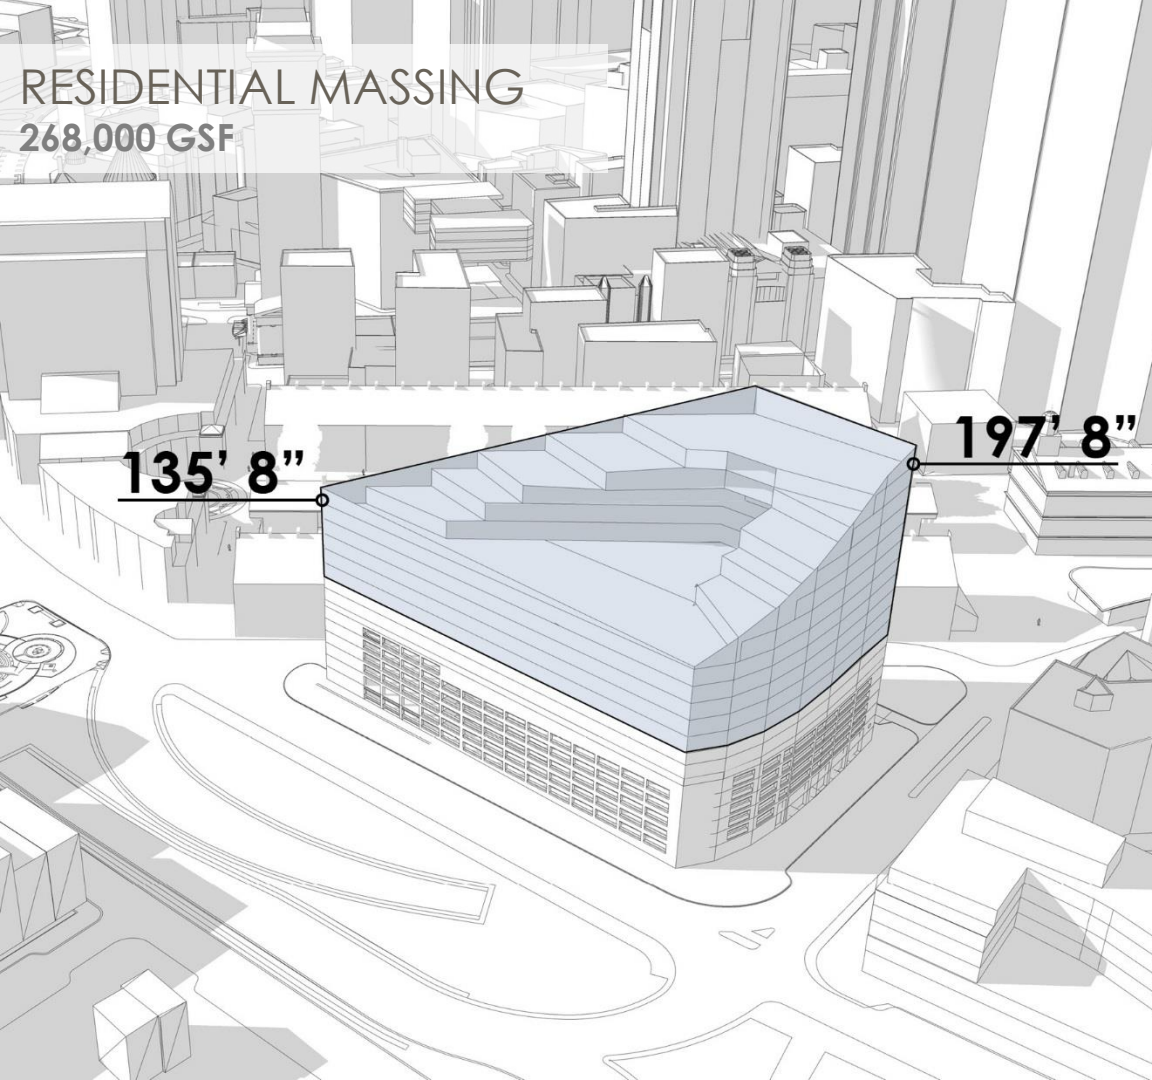 RESIDENTIAL MASSING
268,000 GSF
197’ 8”
135’ 8”